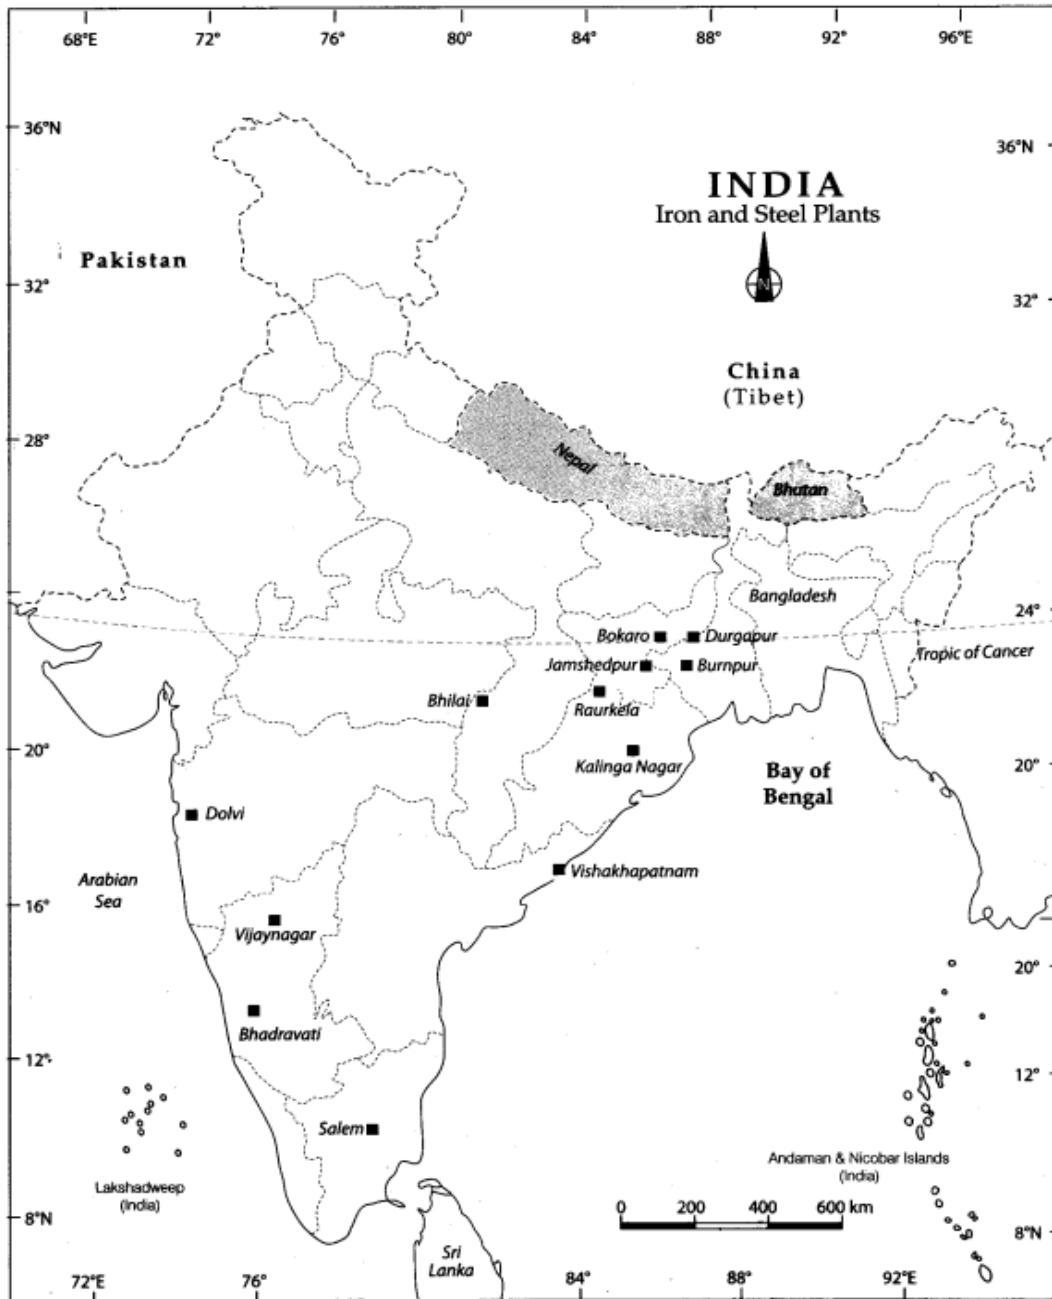 68°E 72° 76° 80° 84° 88° 92° 96°E
36°N
36°N
INDIA
Iron and Steel Plants
Pakistan
N
32°
32°
China
(Tibet)
28°
28°
Nepal
Bhutan
Bangladesh
24°
Bokaro
Durgapur
Tropic of Cancer
Jamshedpur
Burnpur
Bhilai
Raurkela
20°
Kalinga Nagar
20°
Bay of
Bengal
Dolvi
Vishakhapatnam
Arabian
Sea
16°
Vijaynagar
20°
Bhadravati
12°
12°
Salem
Andaman & Nicobar Islands
(India)
Lakshadweep
(India)
0 200 400 600 km
8°N
8°N
Sri
Lanka
72°E 76° 84° 88° 92°E